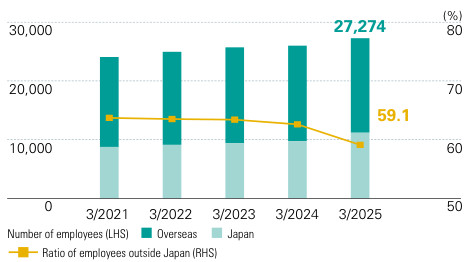 (%)
30,000 27,274 80
20,000 70
59.1
10,000 60
0 50
3/2021 3/2022 3/2023 3/2024 3/2025
Number of employees (LHS) Overseas Japan
Ratio of employees outside Japan (RHS)